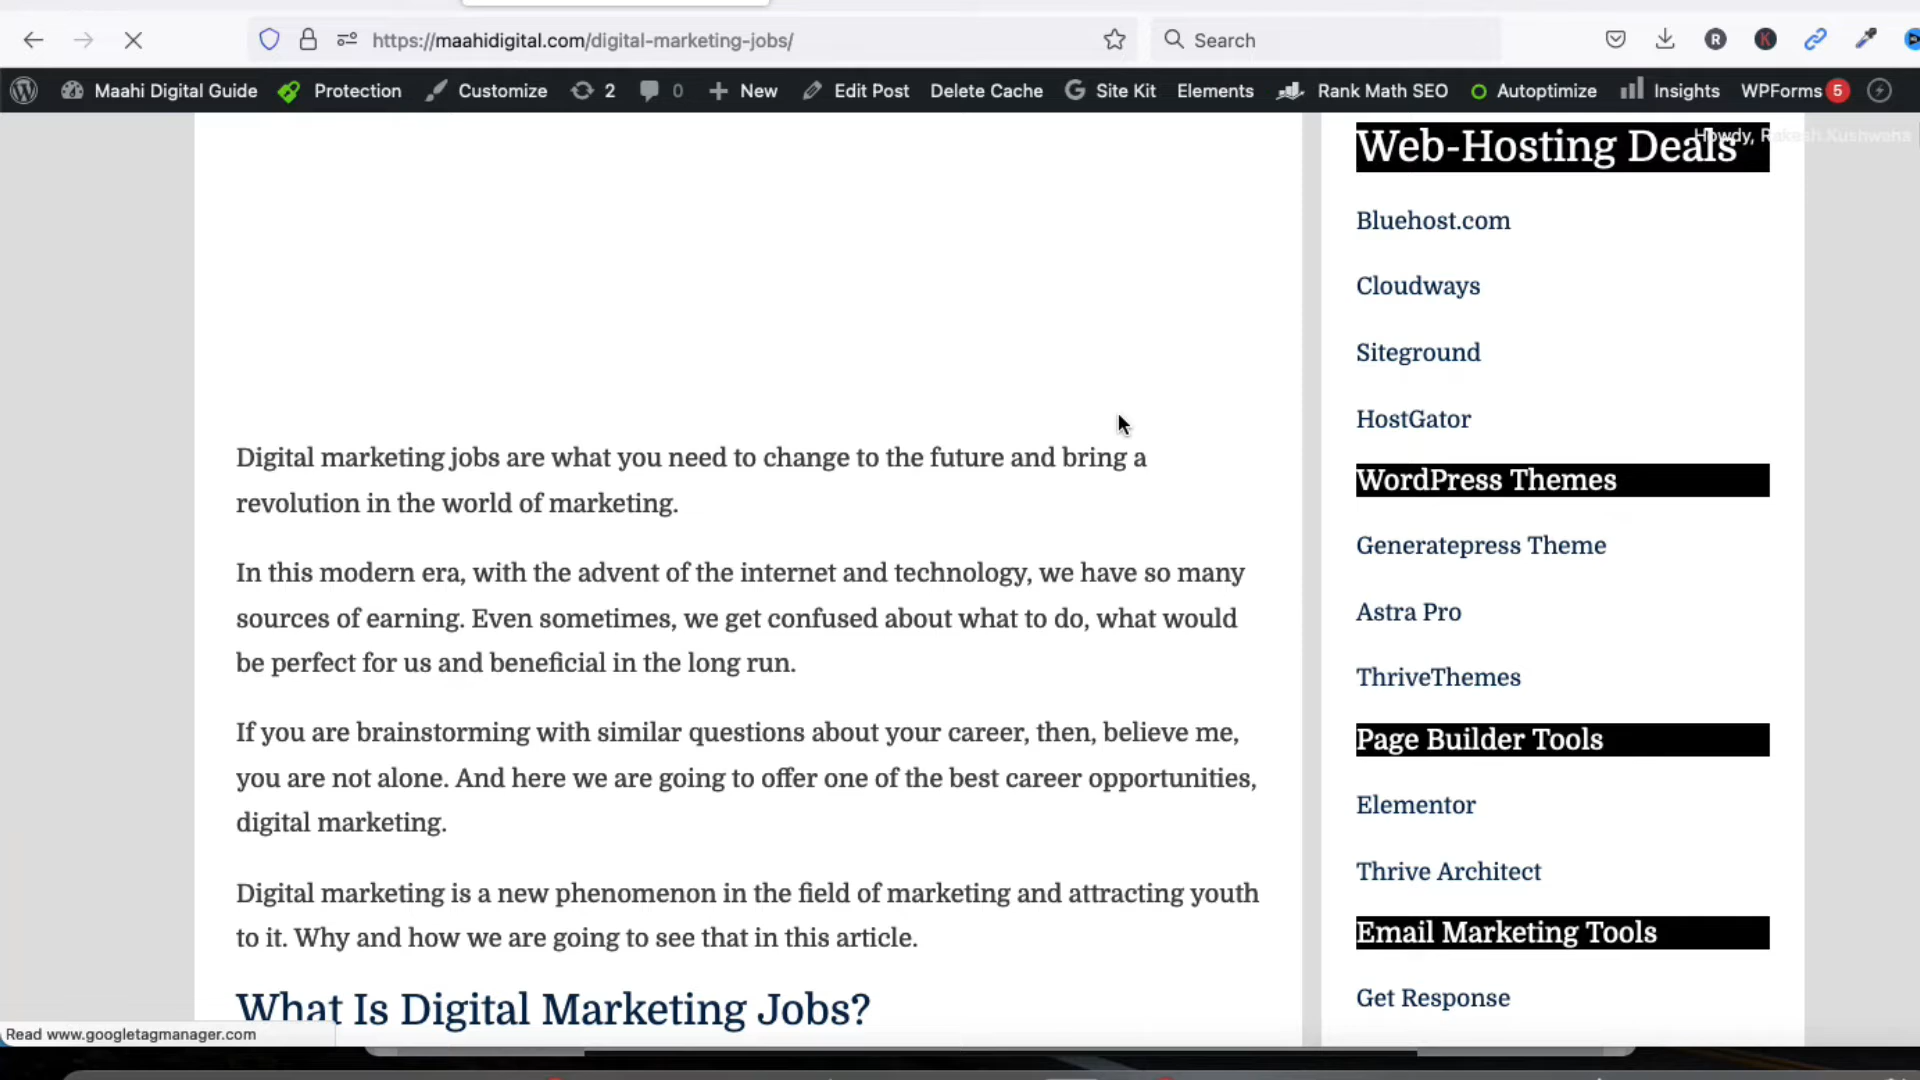 https://maahidigital.com/digital-marketing-jobs/
Search
R
K
Maahi Digital Guide Protection Customize 2 0 New Edit Post Delete Cache Site Kit Elements Rank Math SEO Autoptimize Insights WPForms 5
Howdy, Rakesh Kushwaha
Digital marketing jobs are what you need to change to the future and bring a
revolution in the world of marketing.
In this modern era, with the advent of the internet and technology, we have so many
sources of earning. Even sometimes, we get confused about what to do, what would
be perfect for us and beneficial in the long run.
If you are brainstorming with similar questions about your career, then, believe me,
you are not alone. And here we are going to offer one of the best career opportunities,
digital marketing.
Digital marketing is a new phenomenon in the field of marketing and attracting youth
to it. Why and how we are going to see that in this article.
What Is Digital Marketing Jobs?
Web-Hosting Deals
Bluehost.com
Cloudways
Siteground
HostGator
WordPress Themes
Generatepress Theme
Astra Pro
ThriveThemes
Page Builder Tools
Elementor
Thrive Architect
Email Marketing Tools
Get Response
Read www.googletagmanager.com